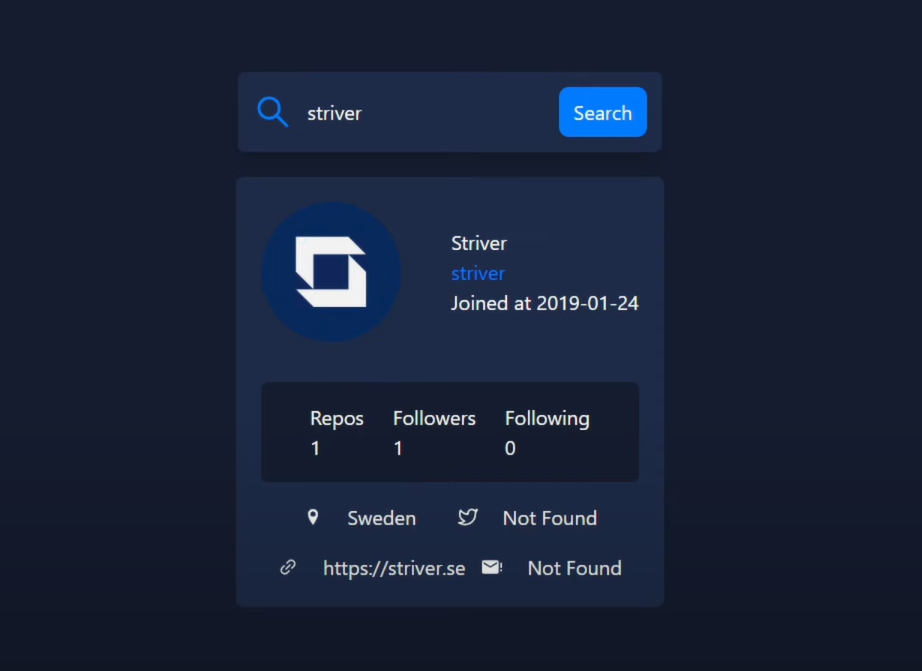 striver Search
Striver
striver
Joined at 2019-01-24
Repos Followers Following
1 1 0
Sweden Not Found
https://striver.se Not Found